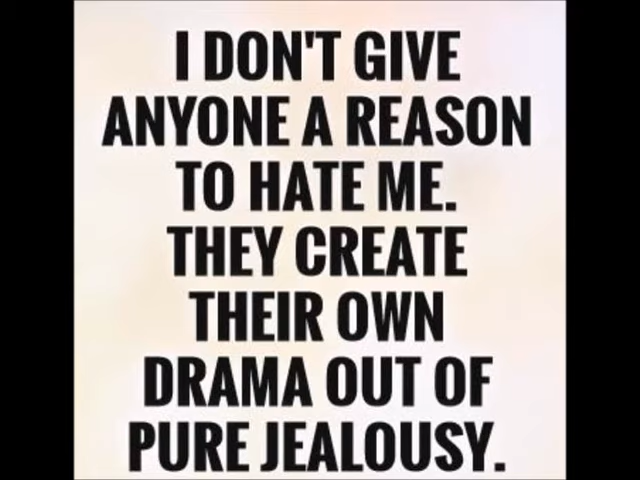 I DON'T GIVE
ANYONE A REASON
TO HATE ME.
THEY CREATE
THEIR OWN
DRAMA OUT OF
PURE JEALOUSY.